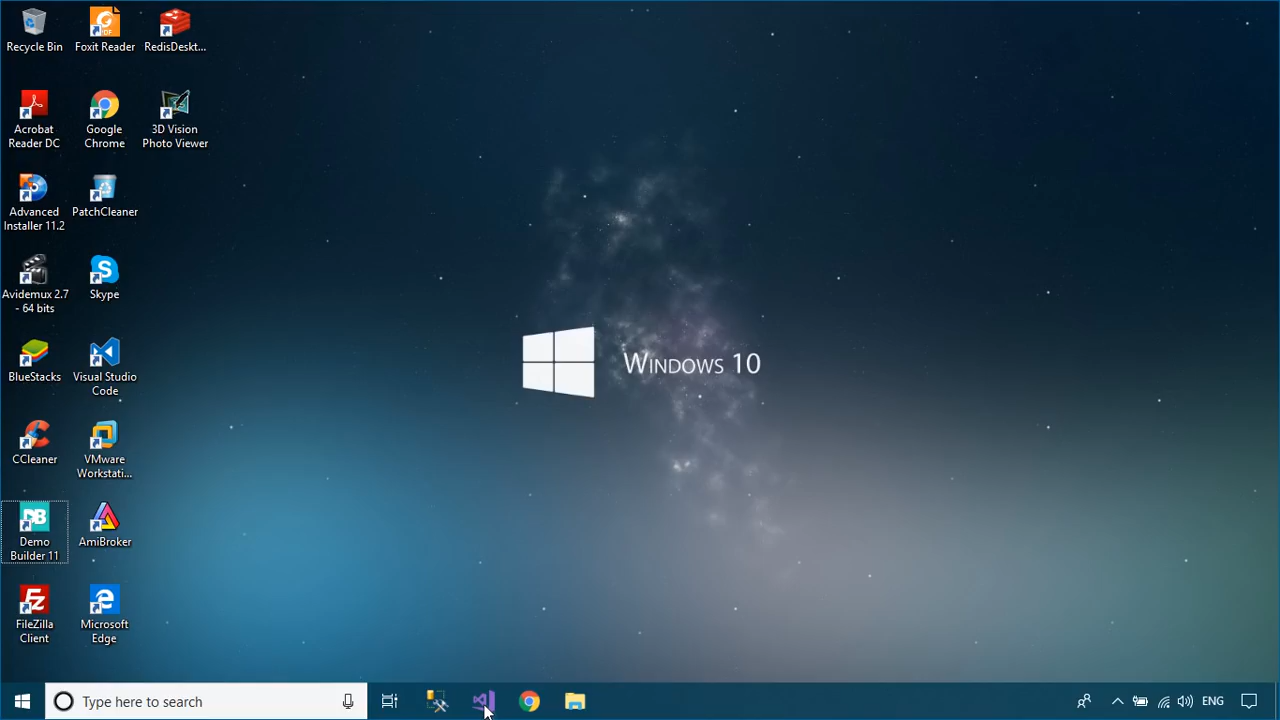 Recycle Bin
Foxit Reader
RedisDeskt...
Acrobat
Reader DC
Google
Chrome
3D Vision
Photo Viewer
Advanced
Installer 11.2
PatchCleaner
Avidemux 2.7
- 64 bits
Skype
BlueStacks
Visual Studio
Code
CCleaner
VMware
Workstati...
Demo
Builder 11
AmiBroker
FileZilla
Client
Microsoft
Edge
WINDOWS 10
Type here to search
ENG